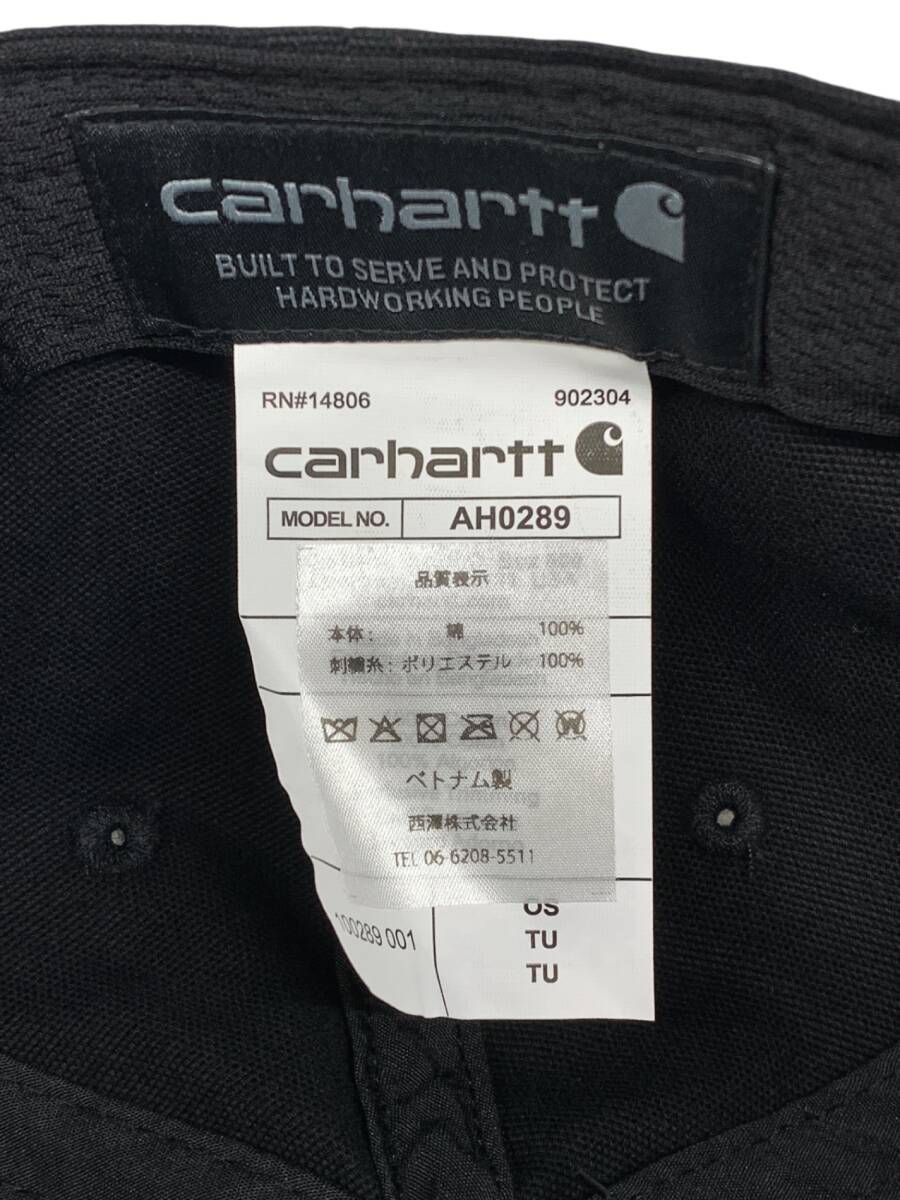 carhartt
BUILT TO SERVE AND PROTECT
HARDWORKING PEOPLE
RN#14806 902304
carhartt
MODEL NO. AH0289
品質表示
本体: 綿 100%
刺繍糸: ポリエステル 100%
ベトナム製
西澤株式会社
TEL 06-6208-5511
100289 001
OS
TU
TU